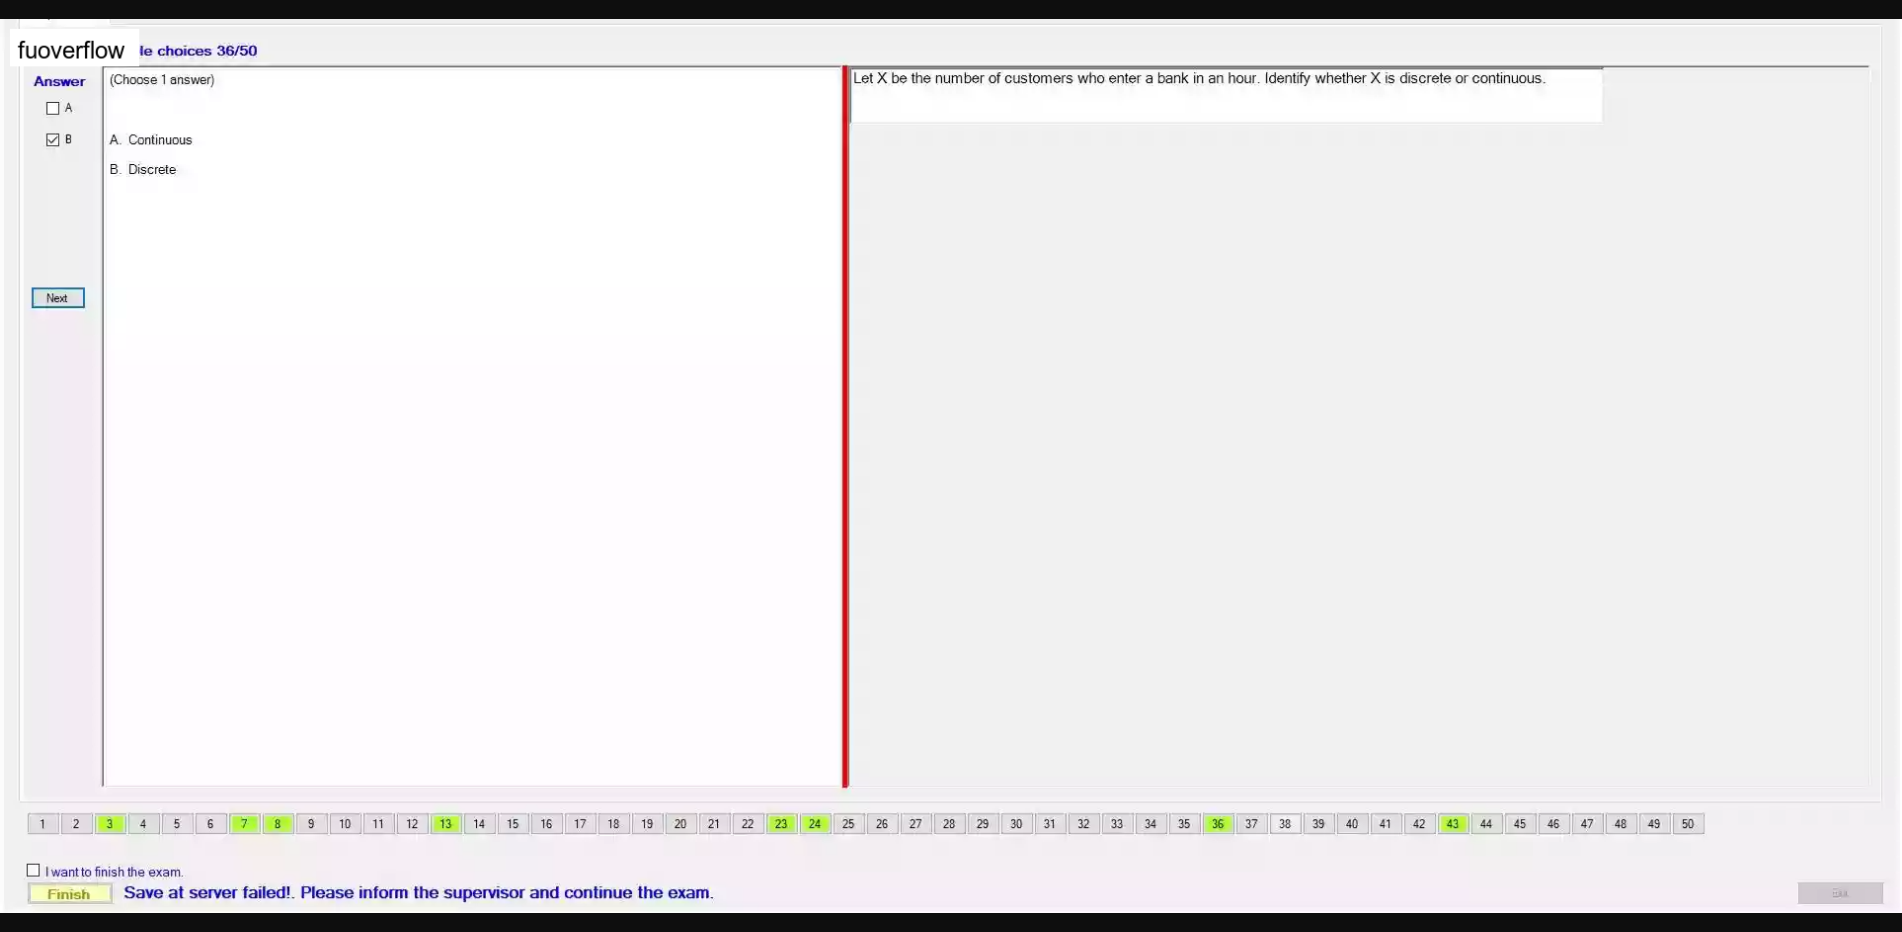 fuoverflow
le choices 36/50
Answer
(Choose 1 answer)
A
B
A. Continuous
B. Discrete
Next
Let X be the number of customers who enter a bank in an hour. Identify whether X is discrete or continuous.
1 2 3 4 5 6 7 8 9 10 11 12 13 14 15 16 17 18 19 20 21 22 23 24 25 26 27 28 29 30 31 32 33 34 35 36 37 38 39 40 41 42 43 44 45 46 47 48 49 50
I want to finish the exam.
Finish
Save at server failed!. Please inform the supervisor and continue the exam.